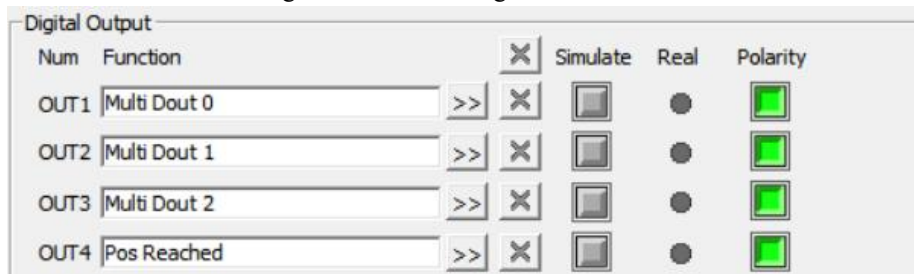 Digital Output
Num Function Simulate Real Polarity
OUT1 Multi Dout 0 >>
OUT2 Multi Dout 1 >>
OUT3 Multi Dout 2 >>
OUT4 Pos Reached >>